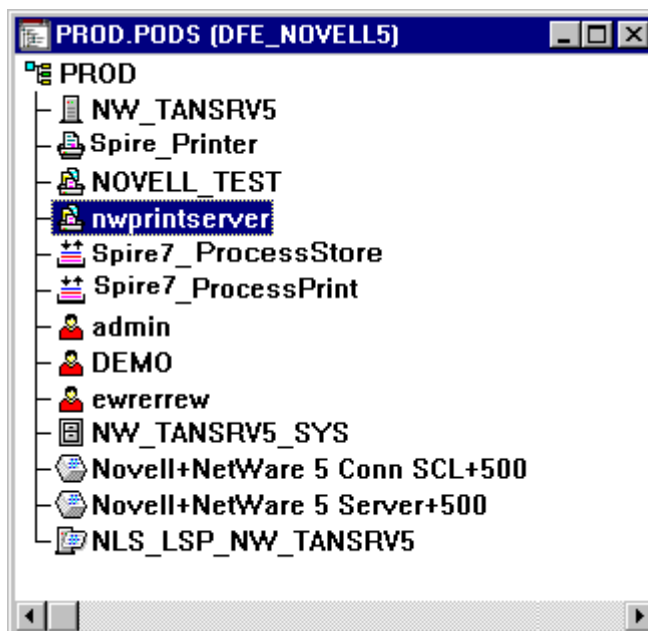 PROD.PODS (DFE_NOVELL5)
PROD
NW_TANSRV5
Spire_Printer
NOVELL_TEST
nwprintserver
Spire7_ProcessStore
Spire7_ProcessPrint
admin
DEMO
ewrerrew
NW_TANSRV5_SYS
Novell+NetWare 5 Conn SCL+500
Novell+NetWare 5 Server+500
NLS_LSP_NW_TANSRV5